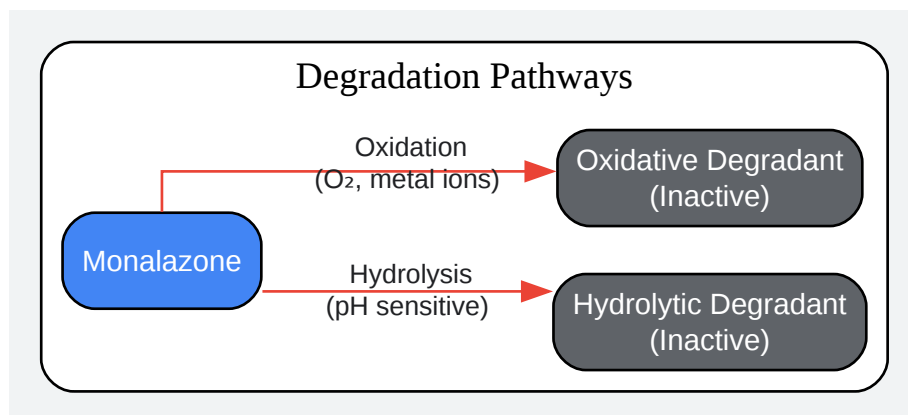 Degradation Pathways
Oxidation
(O₂, metal ions)
Oxidative Degradant
(Inactive)
Monalazone
Hydrolysis
(pH sensitive)
Hydrolytic Degradant
(Inactive)